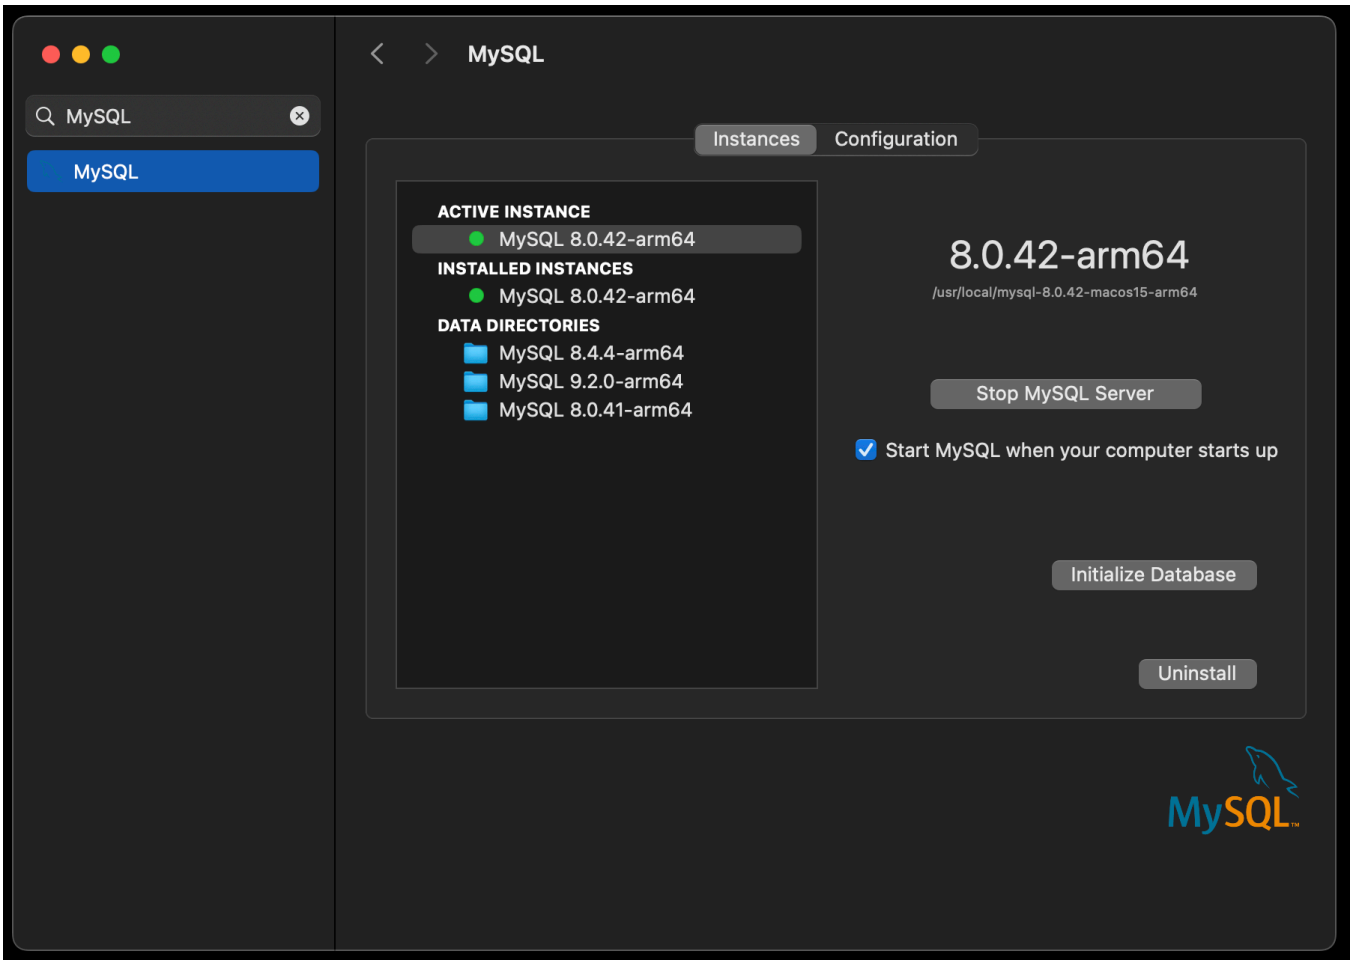 MySQL
MySQL
MySQL
Instances
Configuration
ACTIVE INSTANCE
MySQL 8.0.42-arm64
INSTALLED INSTANCES
MySQL 8.0.42-arm64
DATA DIRECTORIES
MySQL 8.4.4-arm64
MySQL 9.2.0-arm64
MySQL 8.0.41-arm64
8.0.42-arm64
/usr/local/mysql-8.0.42-macos15-arm64
Stop MySQL Server
Start MySQL when your computer starts up
Initialize Database
Uninstall
MySQL™